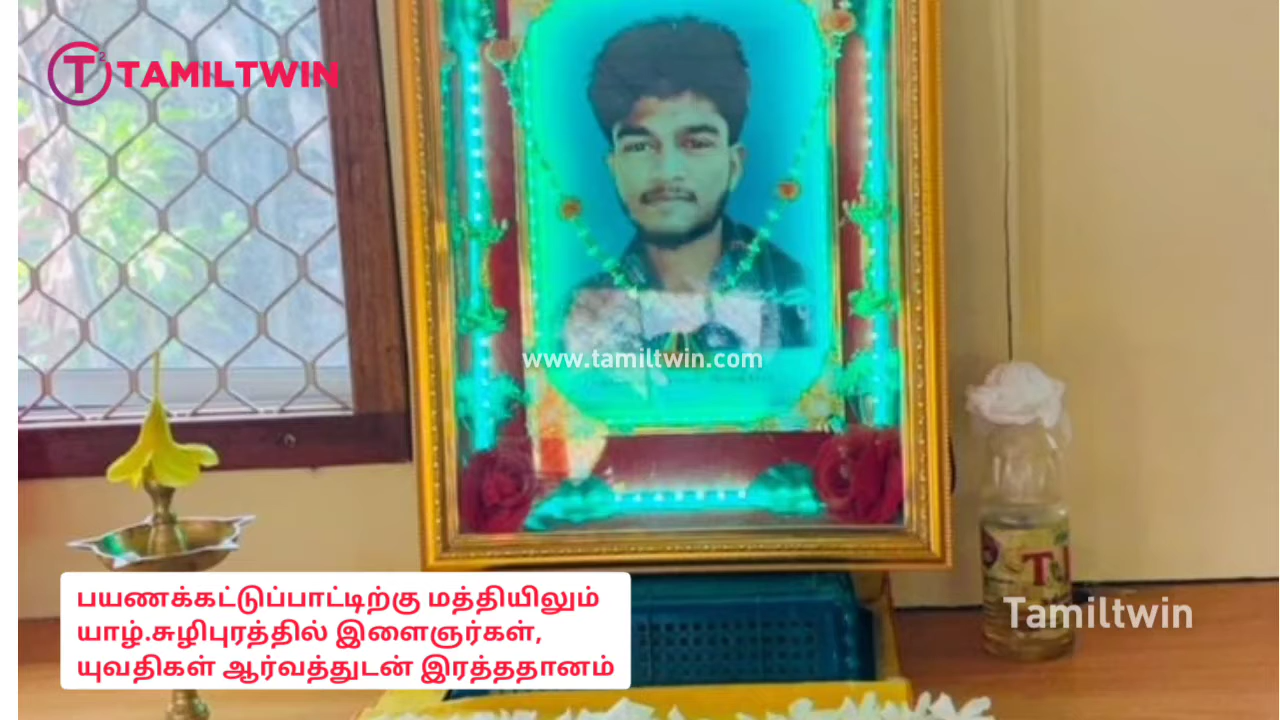 TAMILTWIN
www.tamiltwin.com
Tamiltwin
பயணக்கட்டுப்பாட்டிற்கு மத்தியிலும்
யாழ்.சுழிபுரத்தில் இளைஞர்கள்,
யுவதிகள் ஆர்வத்துடன் இரத்ததானம்